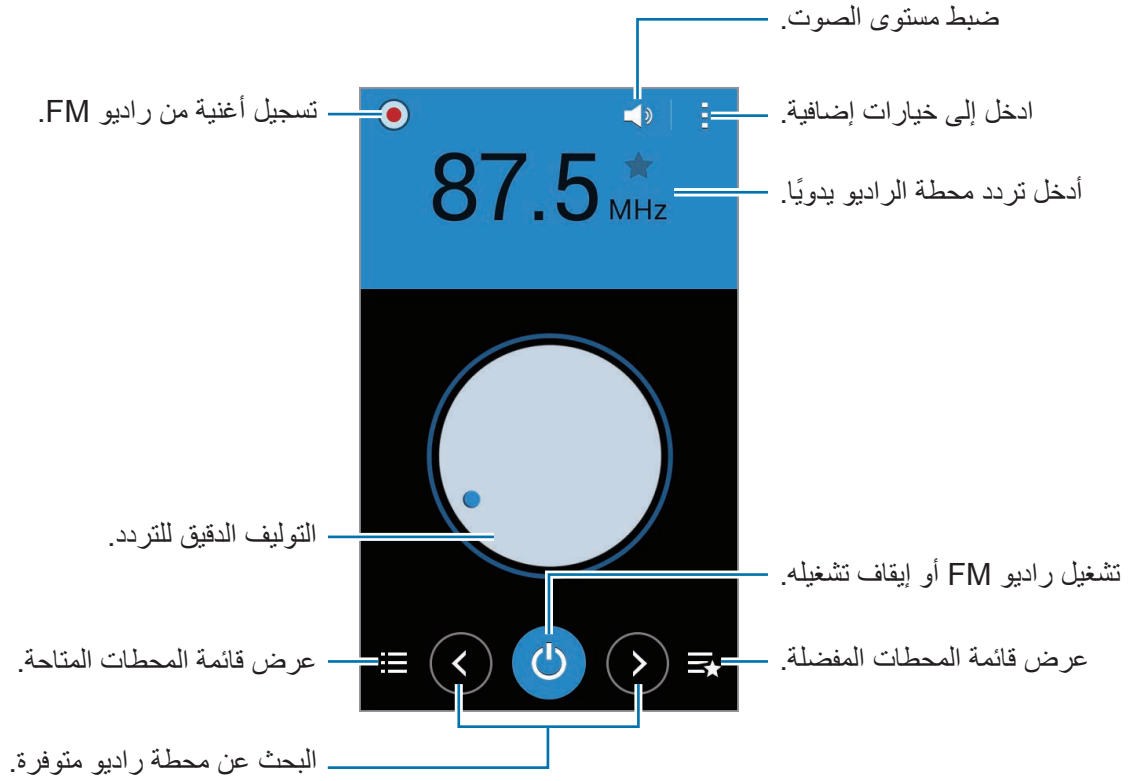 ضبط مستوى الصوت.
تسجيل أغنية من راديو FM.
ادخل إلى خيارات إضافية.
87.5 MHz
أدخل تردد محطة الراديو يدويًا.
التوليف الدقيق للتردد.
تشغيل راديو FM أو إيقاف تشغيله.
عرض قائمة المحطات المفضلة.
عرض قائمة المحطات المتاحة.
البحث عن محطة راديو متوفرة.